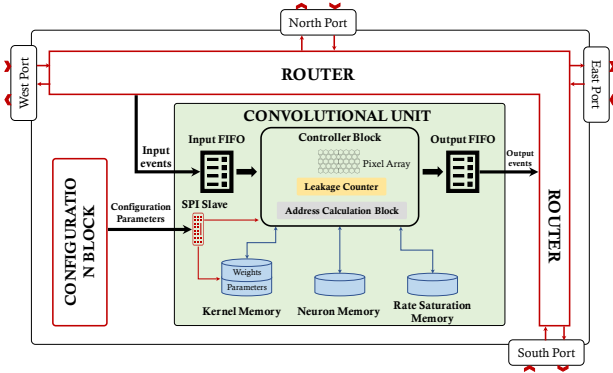 North Port
West Port
East Port
ROUTER
CONVOLUTIONAL UNIT
Input
events
Input FIFO
Controller Block
Output FIFO
Output
events
Pixel Array
Leakage Counter
Address Calculation Block
CONFIGURATIO
N BLOCK
Configuration
Parameters
SPI Slave
ROUTER
Weights
Parameters
Kernel Memory
Neuron Memory
Rate Saturation
Memory
South Port